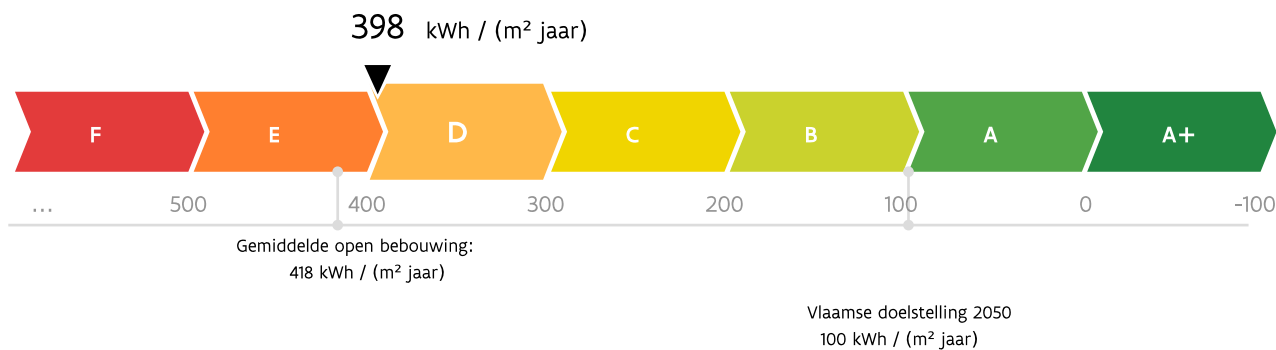 398 kWh / (m² jaar)
F E D C B A A+
... 500 400 300 200 100 0 -100
Gemiddelde open bebouwing:
418 kWh / (m² jaar)
Vlaamse doelstelling 2050
100 kWh / (m² jaar)